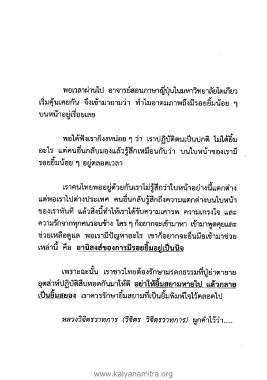 พอเวลาผ่านไป อาจารย์สอนภาษาญี่ปุ่นในมหาวิทยาลัยโตเกียว
เริ่มคุ้นเคยกัน จึงเข้ามาถามว่า ทำไมอาตมภาพถึงมีรอยยิ้มน้อย ๆ
บนหน้าอยู่เรื่อยเลย
พอได้ฟังเราก็งงหน่อย ๆ ว่า เราปฏิบัติตนเป็นปกติ ไม่ได้ยิ้ม
อะไร แต่คนอื่นกลับมองแล้วรู้สึกเหมือนกับว่า บนใบหน้าของเรามี
รอยยิ้มน้อย ๆ อยู่ตลอดเวลา
เราคนไทยพออยู่ด้วยกันเราไม่รู้สึกว่าใบหน้าอย่างนี้แตกต่าง
แต่พอเราไปต่างประเทศ คนอื่นกลับรู้สึกถึงความแตกต่างบนใบหน้า
ของเราทันที แล้วสิ่งนี้ทำให้เราได้รับความเคารพ ความเกรงใจ และ
ความรักจากทุกคนรอบข้าง ใคร ๆ ก็อยากจะเข้าหา เข้ามาพูดคุยและ
ช่วยเหลือดูแล พอเรามีปัญหาอะไร เขาก็อยากจะยื่นมือเข้ามาช่วย
เหล่านี้ คือ อานิสงส์ของการมีรอยยิ้มอยู่เป็นนิจ
เพราะฉะนั้น เราชาวไทยต้องรักษามรดกธรรมที่ปู่ย่าตายาย
อุตส่าห์ปฏิบัติสืบทอดกันมาให้ดี อย่าให้ยิ้มสยามหายไป แล้วกลาย
เป็นยิ้มสยอง เราควรรักษายิ้มสยามที่เป็นยิ้มพิมพ์ใจไว้ตลอดไป
หลวงวิจิตรวาทการ (วิจิตร วิจิตรวาทการ) ผูกคำไว้ว่า.....
www.kalyanamitra.org